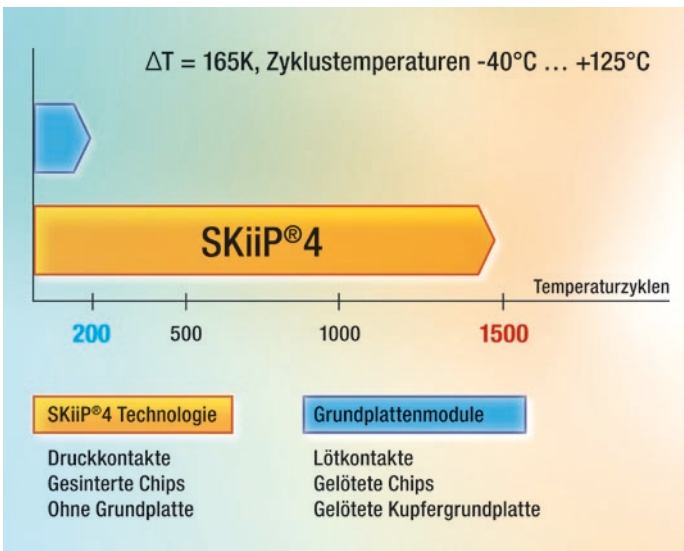 ΔT = 165K, Zyklustemperaturen -40°C … +125°C
SKiiP®4
Temperaturzyklen
200 500 1000 1500
SKiiP®4 Technologie
Druckkontakte
Gesinterte Chips
Ohne Grundplatte
Grundplattenmodule
Lötkontakte
Gelötete Chips
Gelötete Kupfergrundplatte